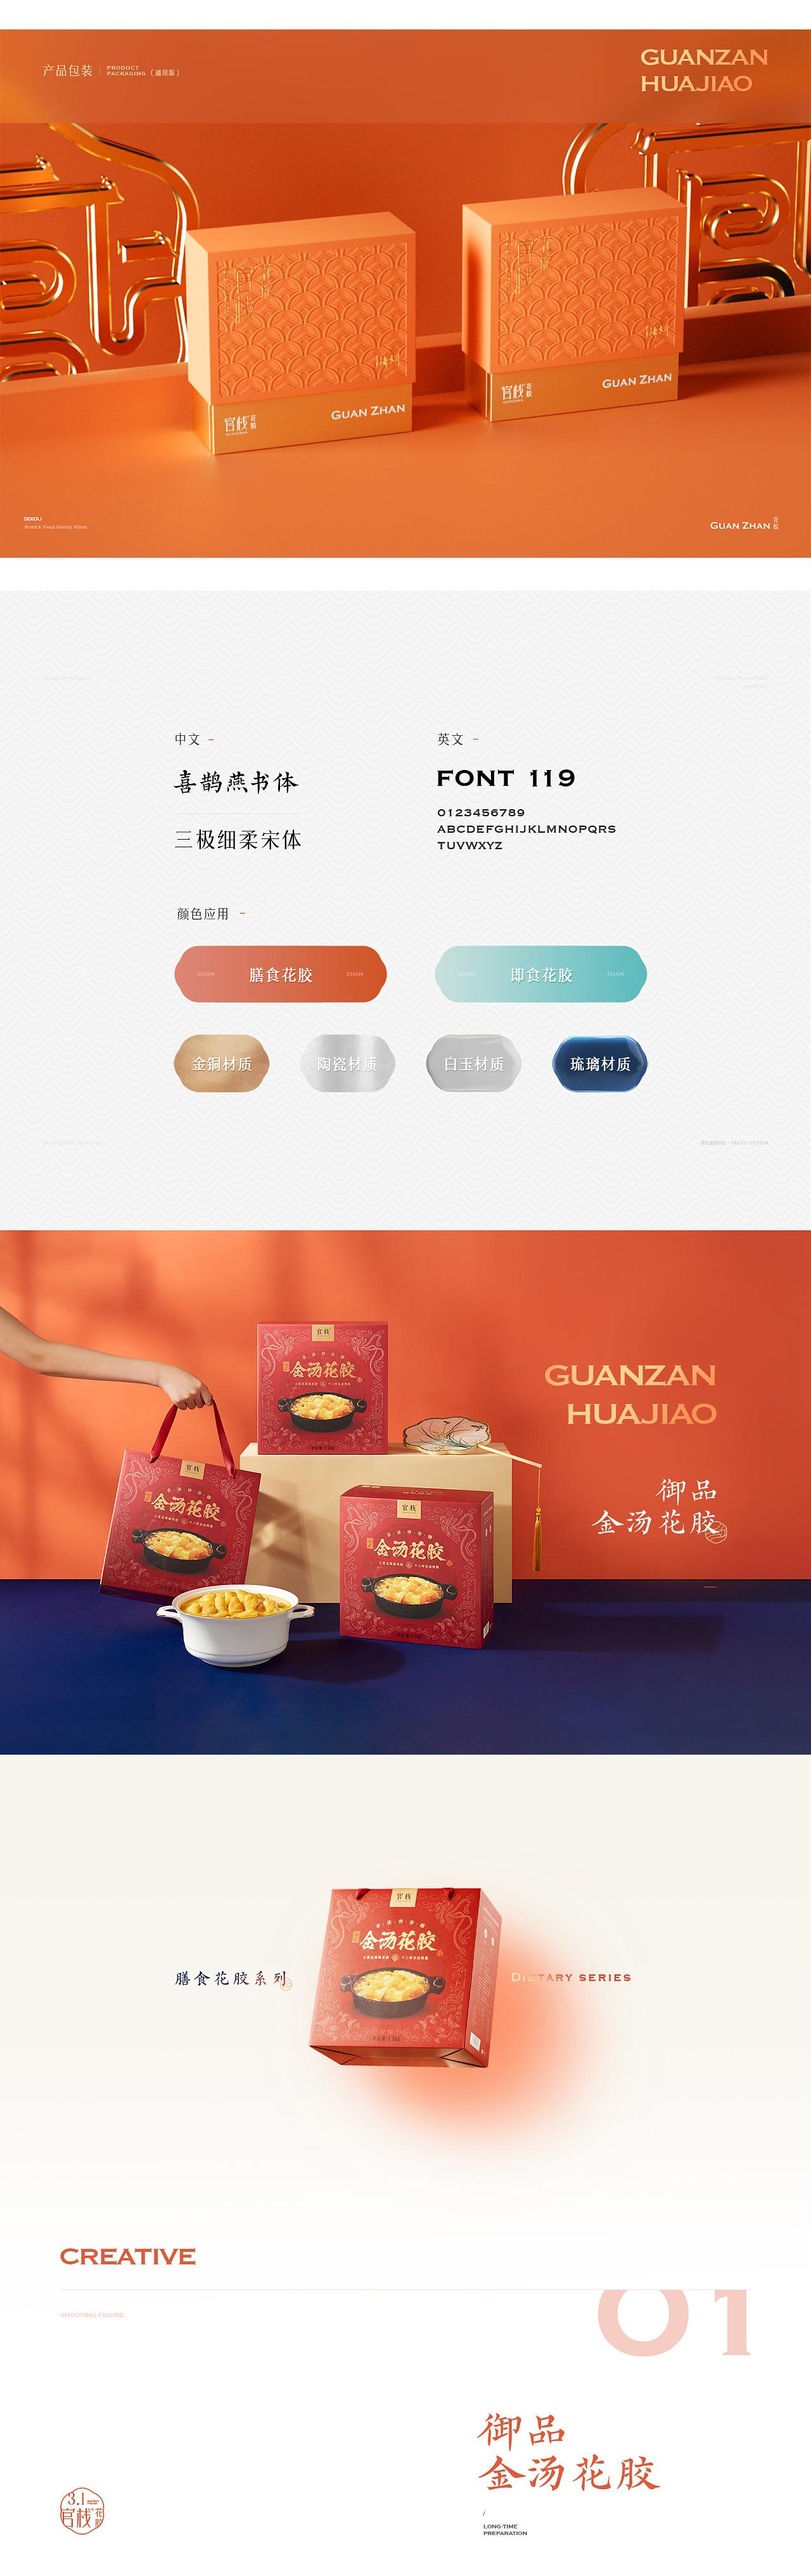 产品包装
PRODUCT
PACKAGING（通用版）
GUANZAN
HUAJIAO
官栈花胶
GUAN ZHAN
官栈花胶
GUAN ZHAN
SEKOLI
Brand & Visual Identity Album
GUAN ZHAN 花胶
中文
喜鹊燕书体
三极细柔宋体
英文
FONT 119
0123456789
ABCDEFGHIJKLMNOPQRS
TUVWXYZ
颜色应用
GUAN 膳食花胶 ZHAN
GUAN 即食花胶 ZHAN
金铜材质
陶瓷材质
白玉材质
琉璃材质
官栈
金汤花胶
官栈
金汤花胶
官栈
金汤花胶
GUANZAN
HUAJIAO
御品
金汤花胶
官栈
金汤花胶
膳食花胶系列
DIETARY SERIES
CREATIVE
SHOOTING FIGURE
01
御品
金汤花胶
/
LONG-TIME
PREPARATION
3.1
官栈花胶